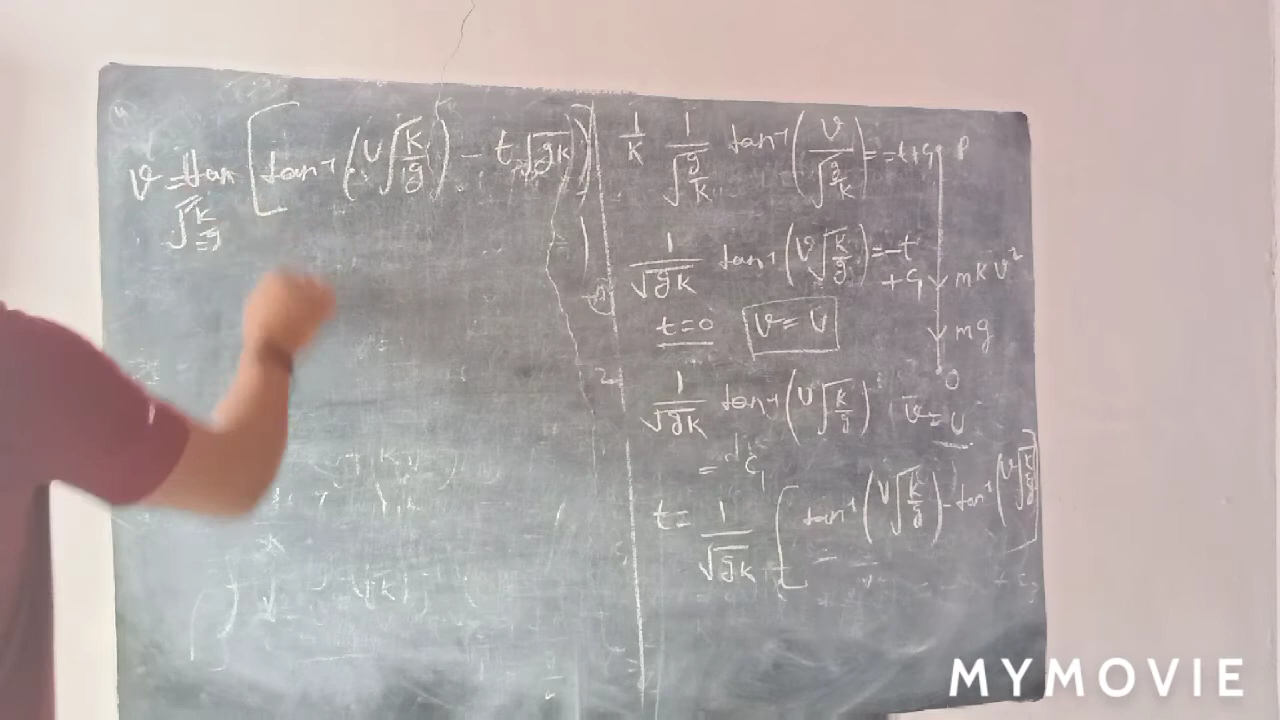 v = tan [ tan⁻¹ (U √(k/g)) − t √(gk) ]
√(k/g)
1/k 1/√(g/k) tan⁻¹ (v/√(g/k)) = −t + C₁
P
1/√(gk) tan⁻¹ (v √(k/g)) = −t + C₁
mkv²
t = 0 v = U
mg
O
1/√(gk) tan⁻¹ (U √(k/g))
v = U
= C₁
t = 1/√(gk) [ tan⁻¹ (U √(k/g)) − tan⁻¹ (v √(k/g)) ]
MYMOVIE